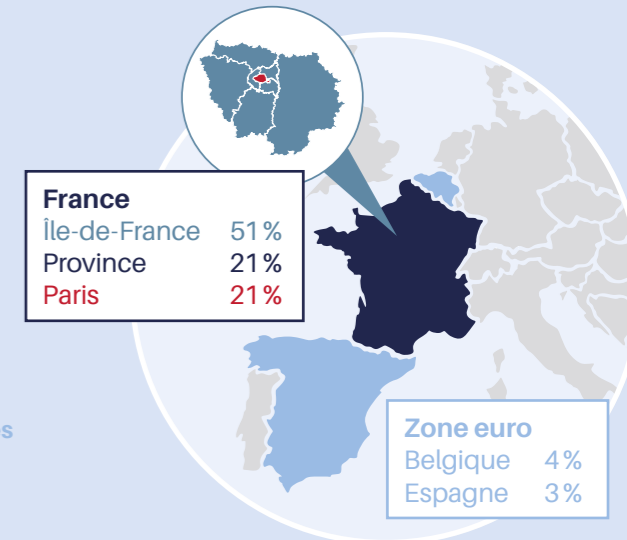 France
Île-de-France 51 %
Province 21 %
Paris 21 %
Zone euro
Belgique 4 %
Espagne 3 %